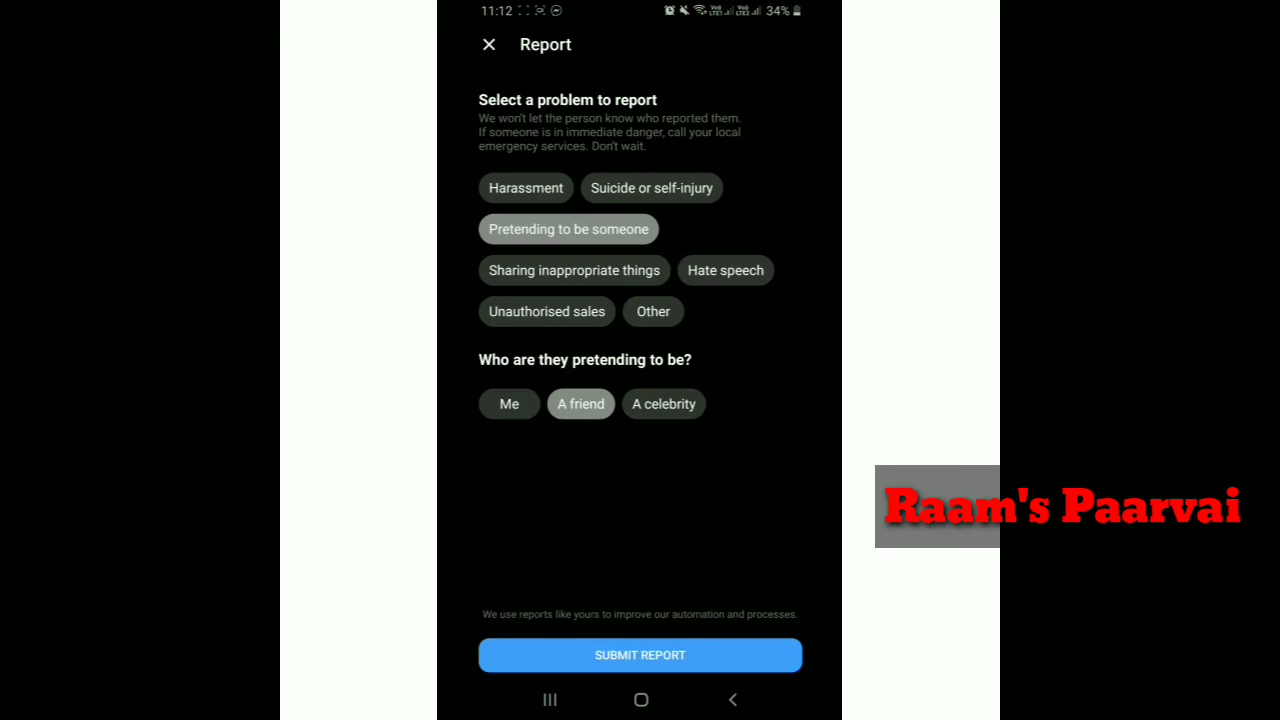 11:12 34%
Report
Select a problem to report
We won't let the person know who reported them.
If someone is in immediate danger, call your local
emergency services. Don't wait.
Harassment Suicide or self-injury
Pretending to be someone
Sharing inappropriate things Hate speech
Unauthorised sales Other
Who are they pretending to be?
Me A friend A celebrity
Raam's Paarvai
We use reports like yours to improve our automation and processes.
SUBMIT REPORT